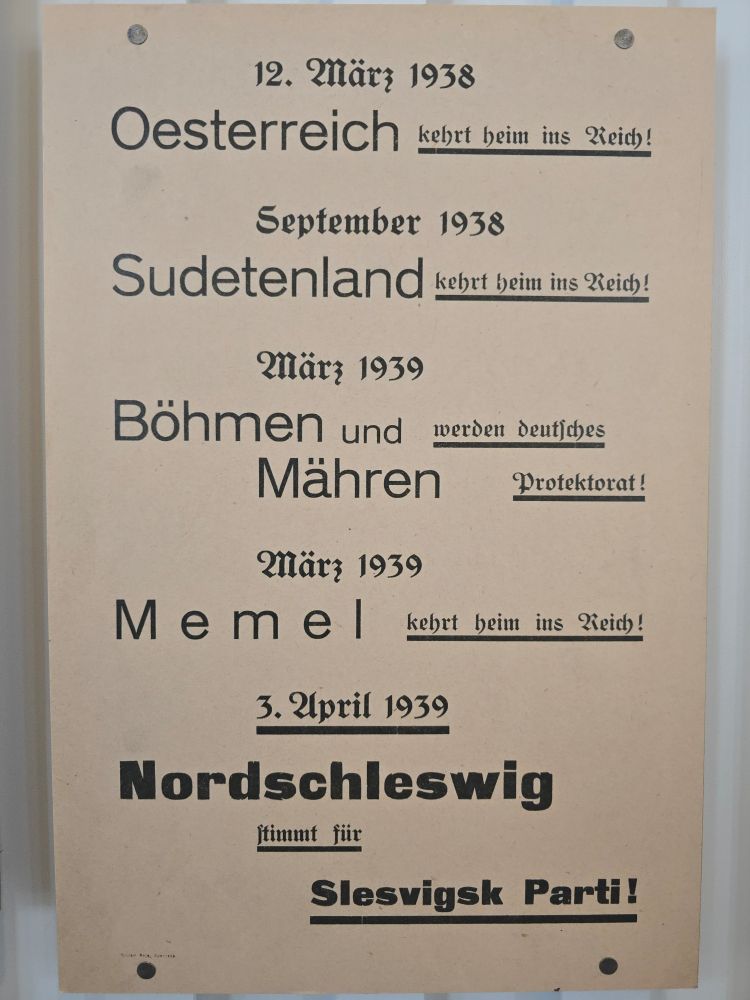 12. März 1938
Oesterreich kehrt heim ins Reich!
September 1938
Sudetenland kehrt heim ins Reich!
März 1939
Böhmen und werden deutſches
Mähren Protektorat!
März 1939
Memel kehrt heim ins Reich!
3. April 1939
Nordschleswig
ſtimmt für
Slesvigsk Parti!